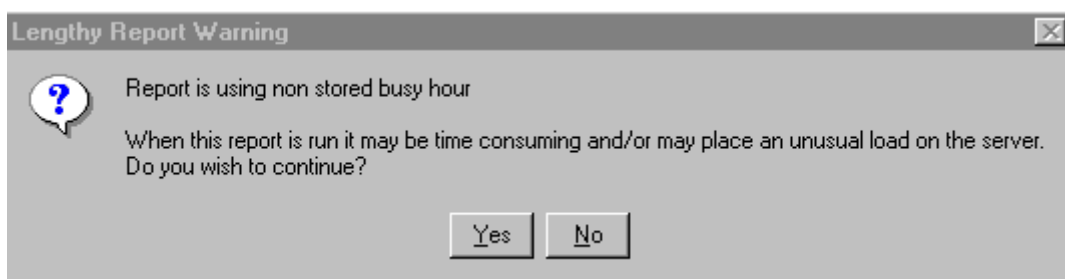 Lengthy Report Warning
Report is using non stored busy hour
When this report is run it may be time consuming and/or may place an unusual load on the server.
Do you wish to continue?
Yes No